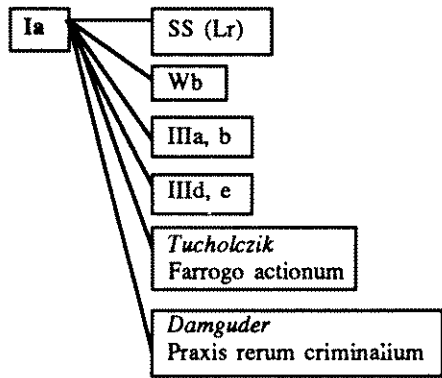 Ia
SS (Lr)
Wb
IIIa, b
IIId, e
Tucholczik
Farrogo actionum
Damguder
Praxis rerum criminalium